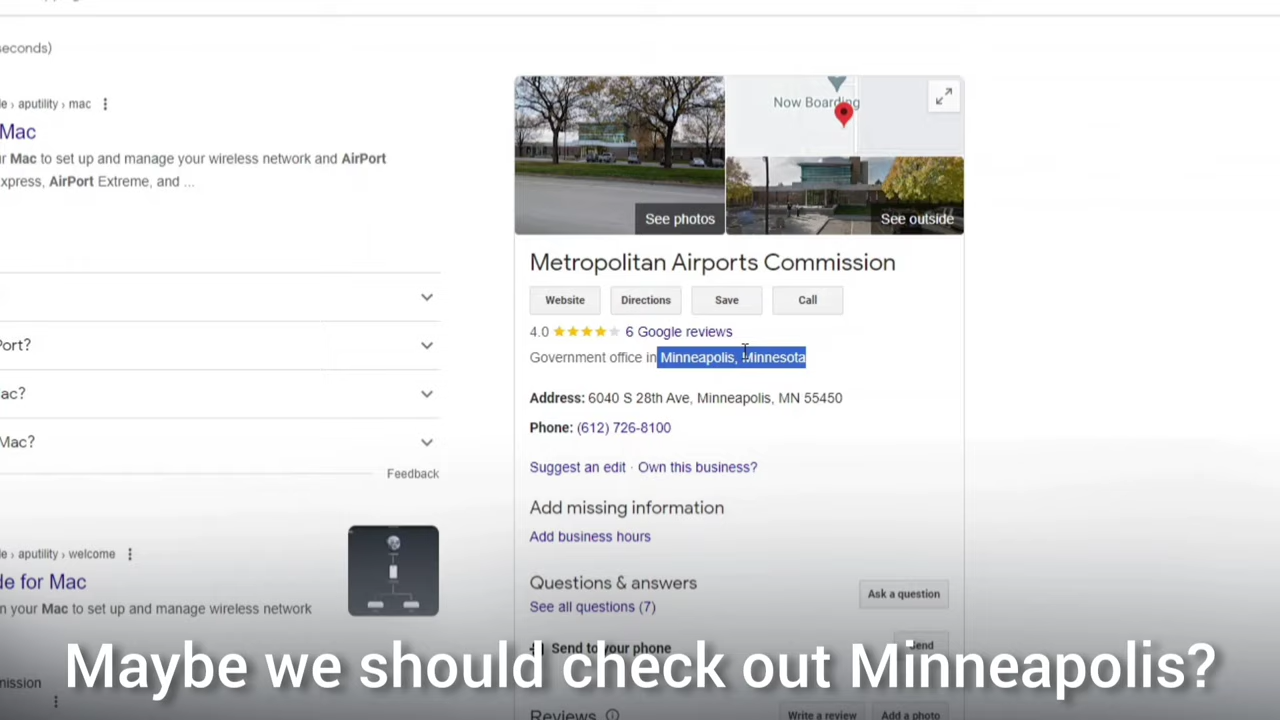 seconds)
le › aputility › mac
Mac
r Mac to set up and manage your wireless network and AirPort
xpress, AirPort Extreme, and ...
Port?
ac?
Mac?
Feedback
le › aputility › welcome
de for Mac
n your Mac to set up and manage wireless network
mission
Now Boarding
See photos
See outside
Metropolitan Airports Commission
Website Directions Save Call
4.0 6 Google reviews
Government office in Minneapolis, Minnesota
Address: 6040 S 28th Ave, Minneapolis, MN 55450
Phone: (612) 726-8100
Suggest an edit · Own this business?
Add missing information
Add business hours
Questions & answers
See all questions (7)
Ask a question
Send to your phone
Send
Reviews
Write a review
Add a photo
Maybe we should check out Minneapolis?